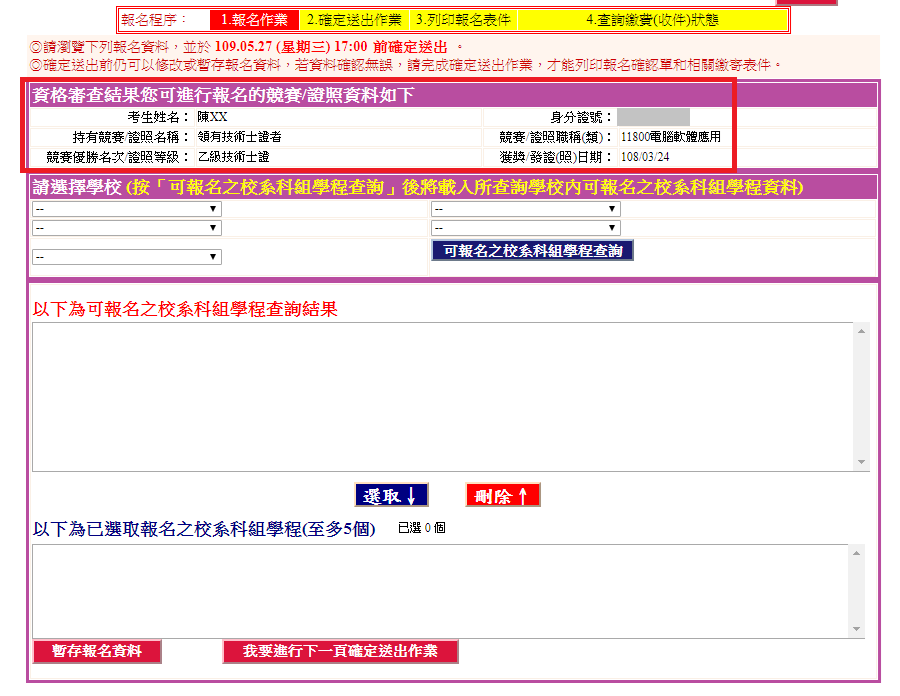 報名程序： 1.報名作業 2.確定送出作業 3.列印報名表件 4.查詢繳費(收件)狀態
◎請瀏覽下列報名資料，並於 109.05.27 (星期三) 17:00 前確定送出 。
◎確定送出前仍可以修改或暫存報名資料，若資料確認無誤，請完成確定送出作業，才能列印報名確認單和相關繳寄表件。
資格審查結果您可進行報名的競賽/證照資料如下
考生姓名： 陳XX 身分證號：
持有競賽/證照名稱： 領有技術士證者 競賽/證照職稱(類)： 11800電腦軟體應用
競賽優勝名次/證照等級： 乙級技術士證 獲獎/發證(照)日期： 108/03/24
請選擇學校 (按「可報名之校系科組學程查詢」後將載入所查詢學校內可報名之校系科組學程資料)
-- --
-- --
-- 可報名之校系科組學程查詢
以下為可報名之校系科組學程查詢結果
選取↓ 刪除↑
以下為已選取報名之校系科組學程(至多5個) 已選 0 個
暫存報名資料 我要進行下一頁確定送出作業